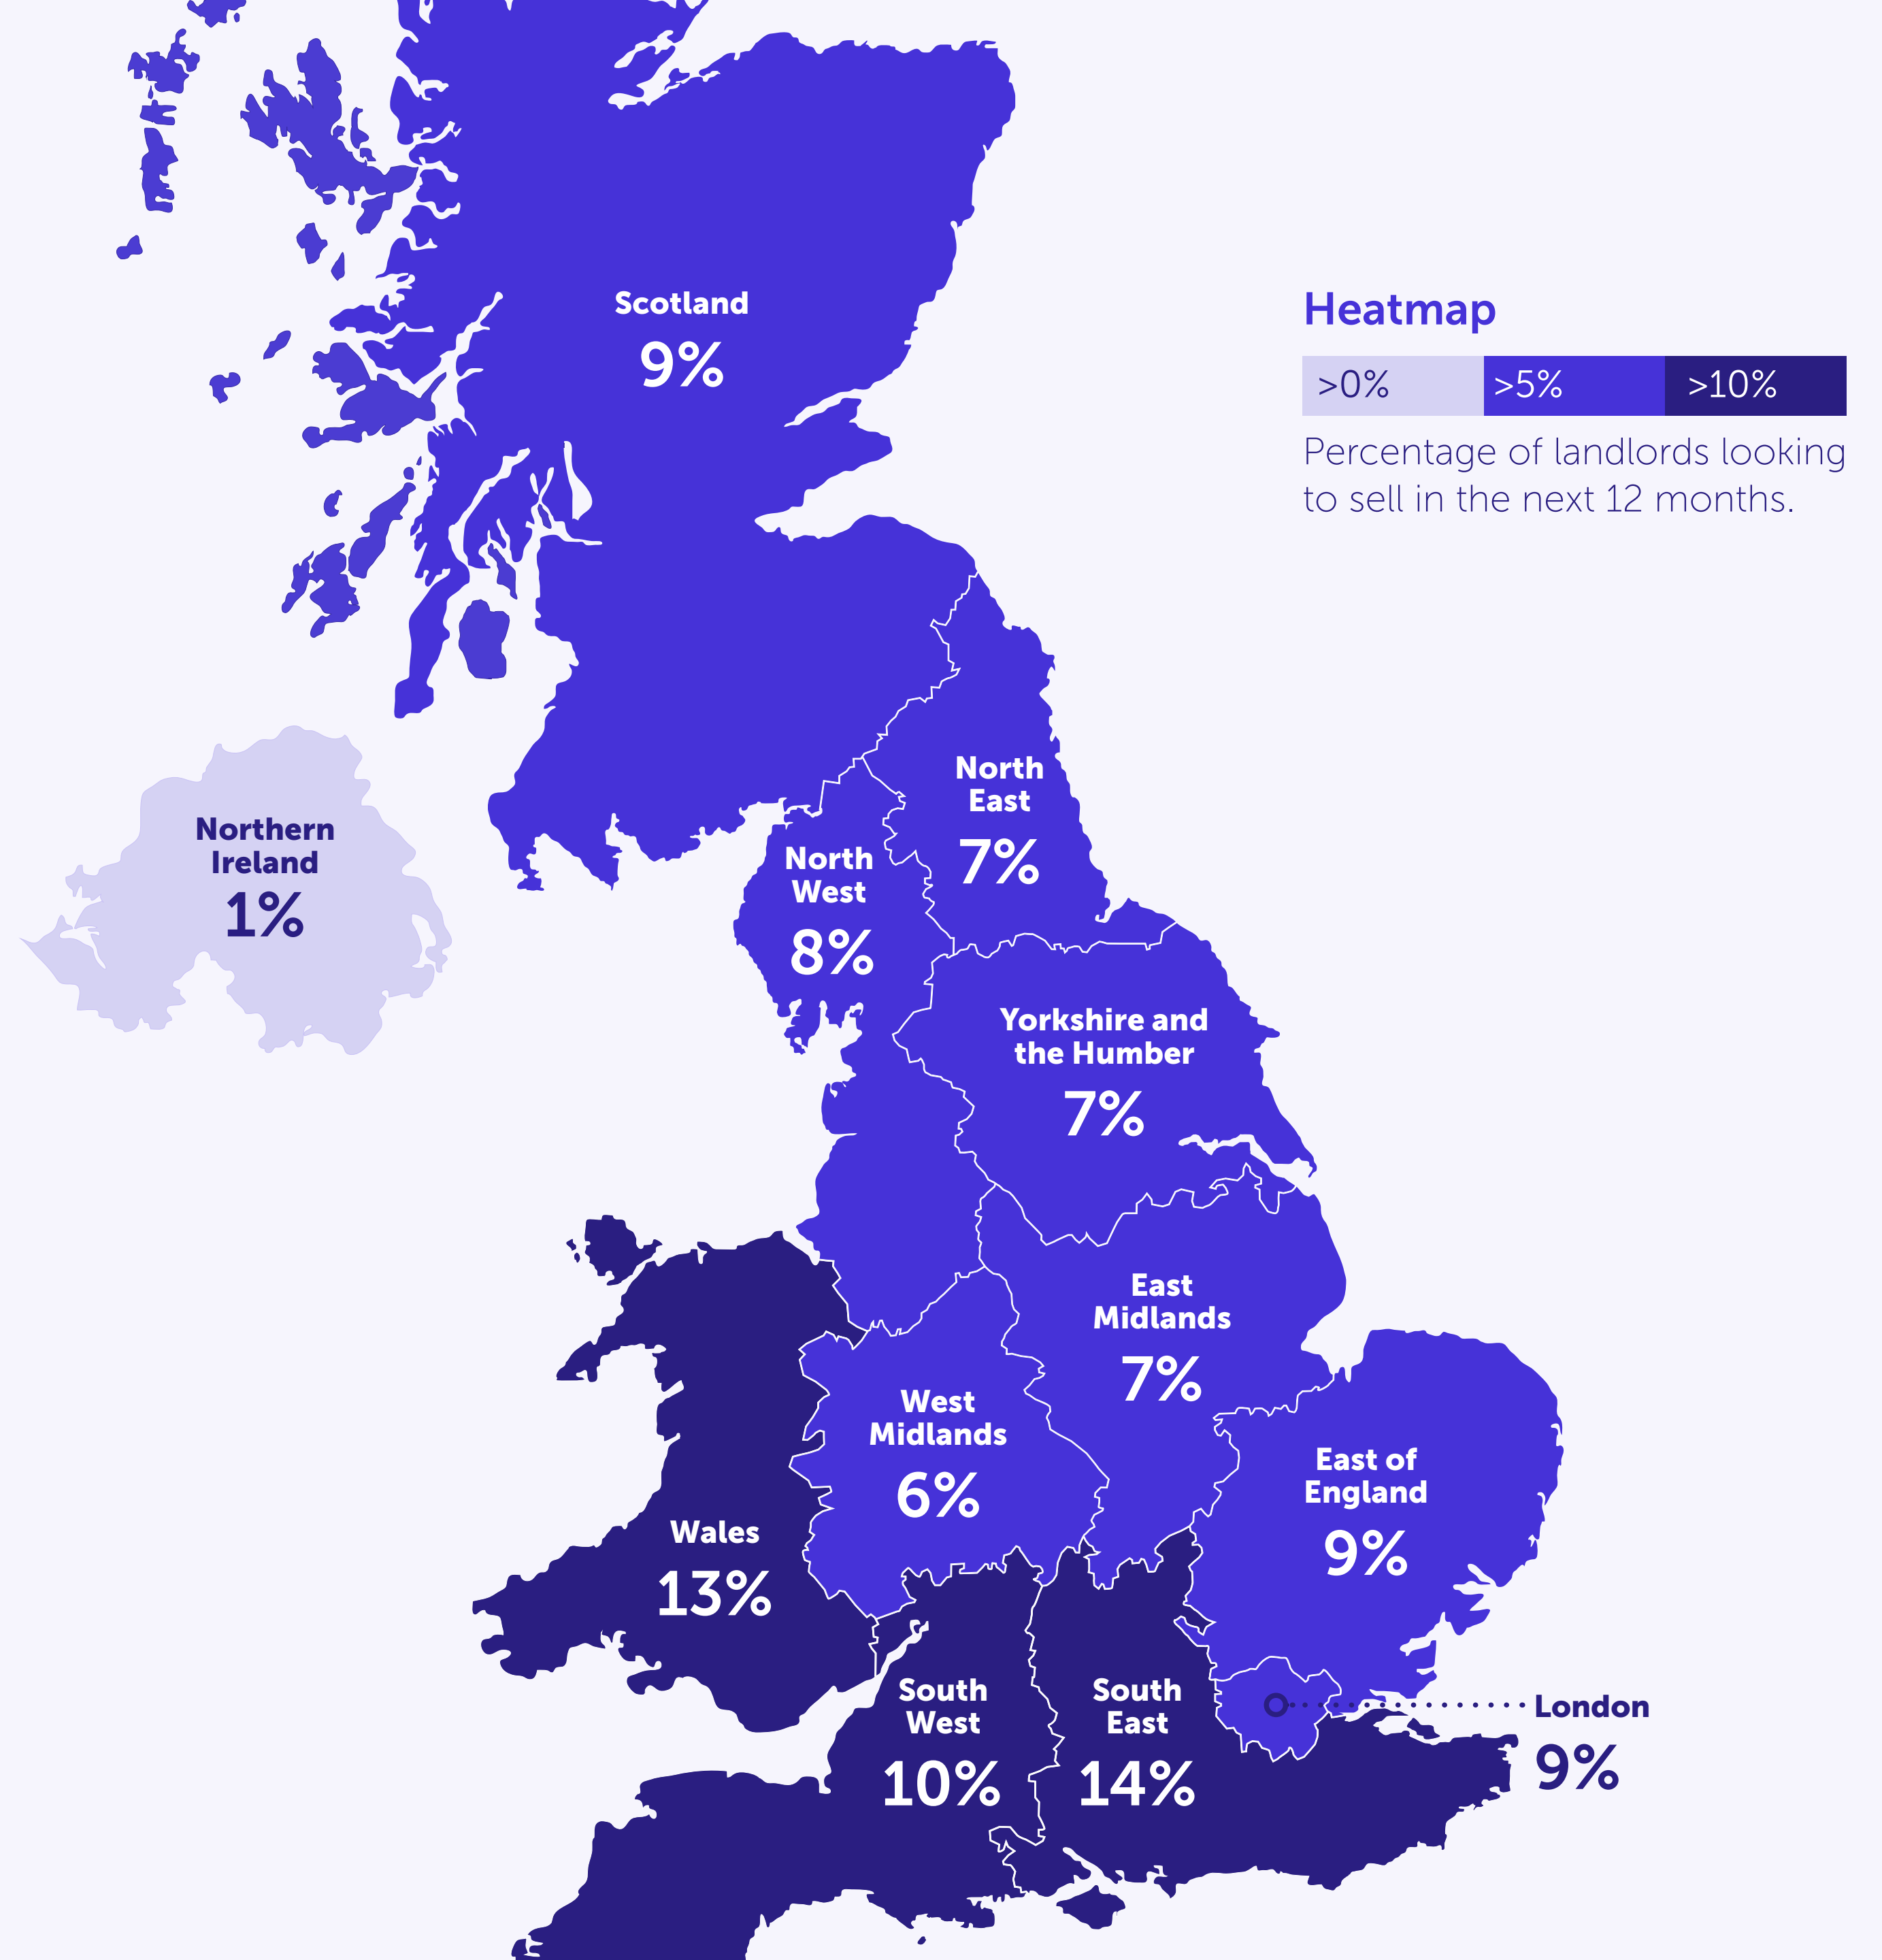 Scotland
9%
Heatmap
>0% >5% >10%
Percentage of landlords looking
to sell in the next 12 months.
Northern
Ireland
1%
North
East
7%
North
West
8%
Yorkshire and
the Humber
7%
East
Midlands
7%
West
Midlands
6%
East of
England
9%
Wales
13%
South
West
10%
South
East
14%
London
9%